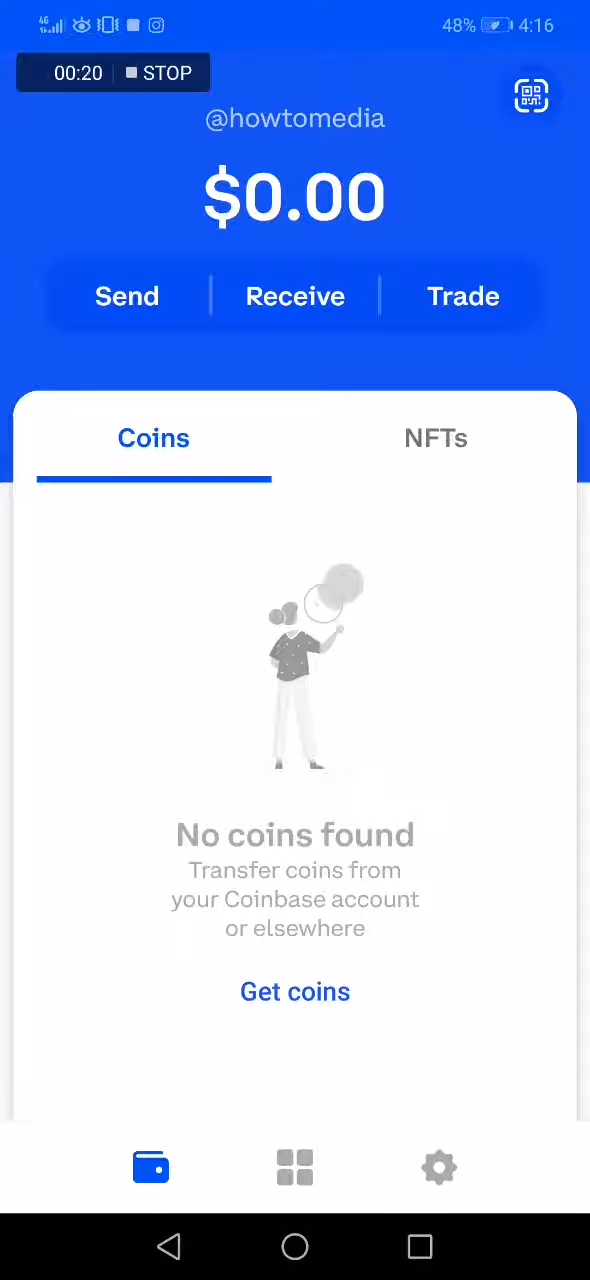 4G 48% 4:16
00:20 STOP
@howtomedia
$0.00
Send Receive Trade
Coins NFTs
No coins found
Transfer coins from
your Coinbase account
or elsewhere
Get coins